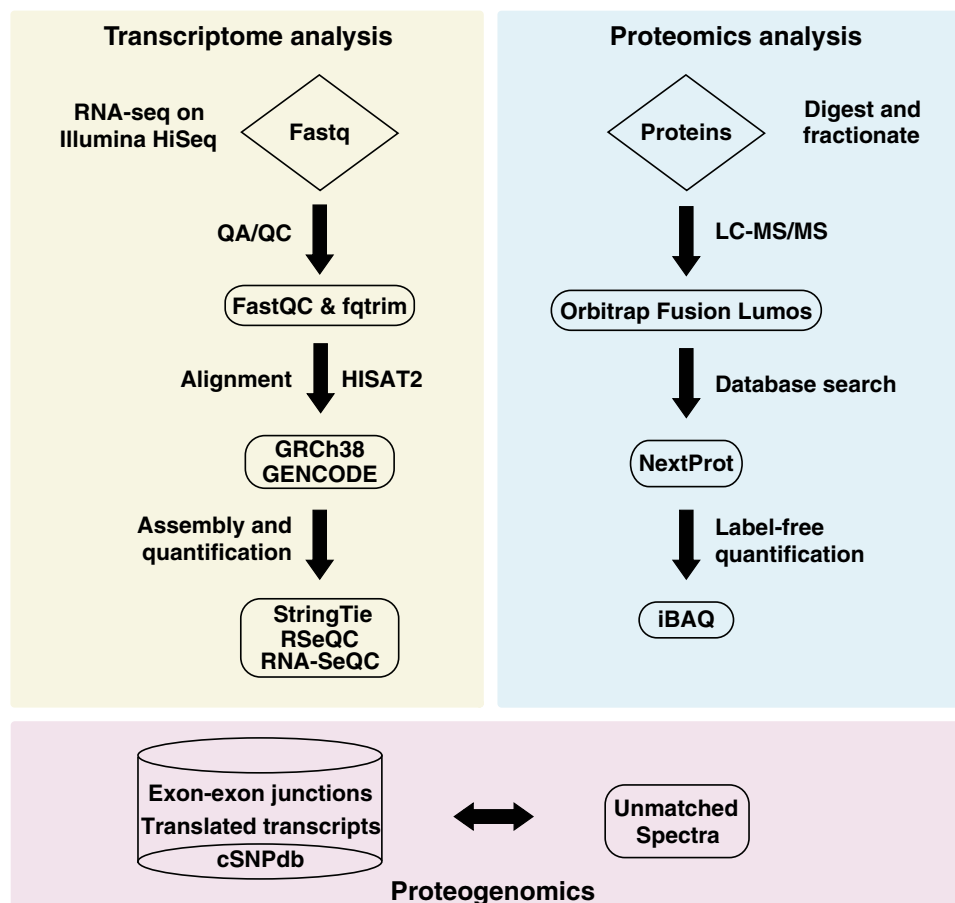 Transcriptome analysis
RNA-seq on
Illumina HiSeq
Fastq
QA/QC
FastQC & fqtrim
Alignment
HISAT2
GRCh38
GENCODE
Assembly and
quantification
StringTie
RSeQC
RNA-SeQC
Proteomics analysis
Proteins
Digest and
fractionate
LC-MS/MS
Orbitrap Fusion Lumos
Database search
NextProt
Label-free
quantification
iBAQ
Exon-exon junctions
Translated transcripts
cSNPdb
Unmatched
Spectra
Proteogenomics